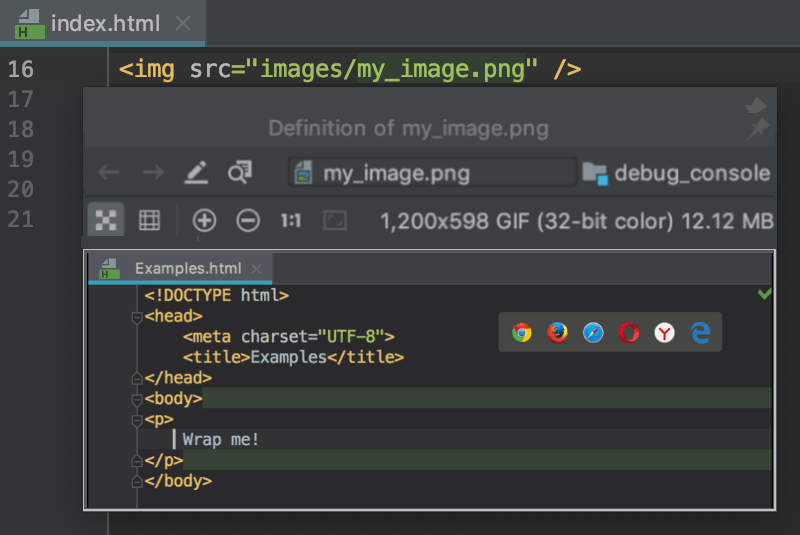 index.html
16 <img src="images/my_image.png" />
17
18
19
20
21
Definition of my_image.png
my_image.png debug_console
1:1 1,200x598 GIF (32-bit color) 12.12 MB
Examples.html
<!DOCTYPE html>
<head>
<meta charset="UTF-8">
<title>Examples</title>
</head>
<body>
<p>
Wrap me!
</p>
</body>